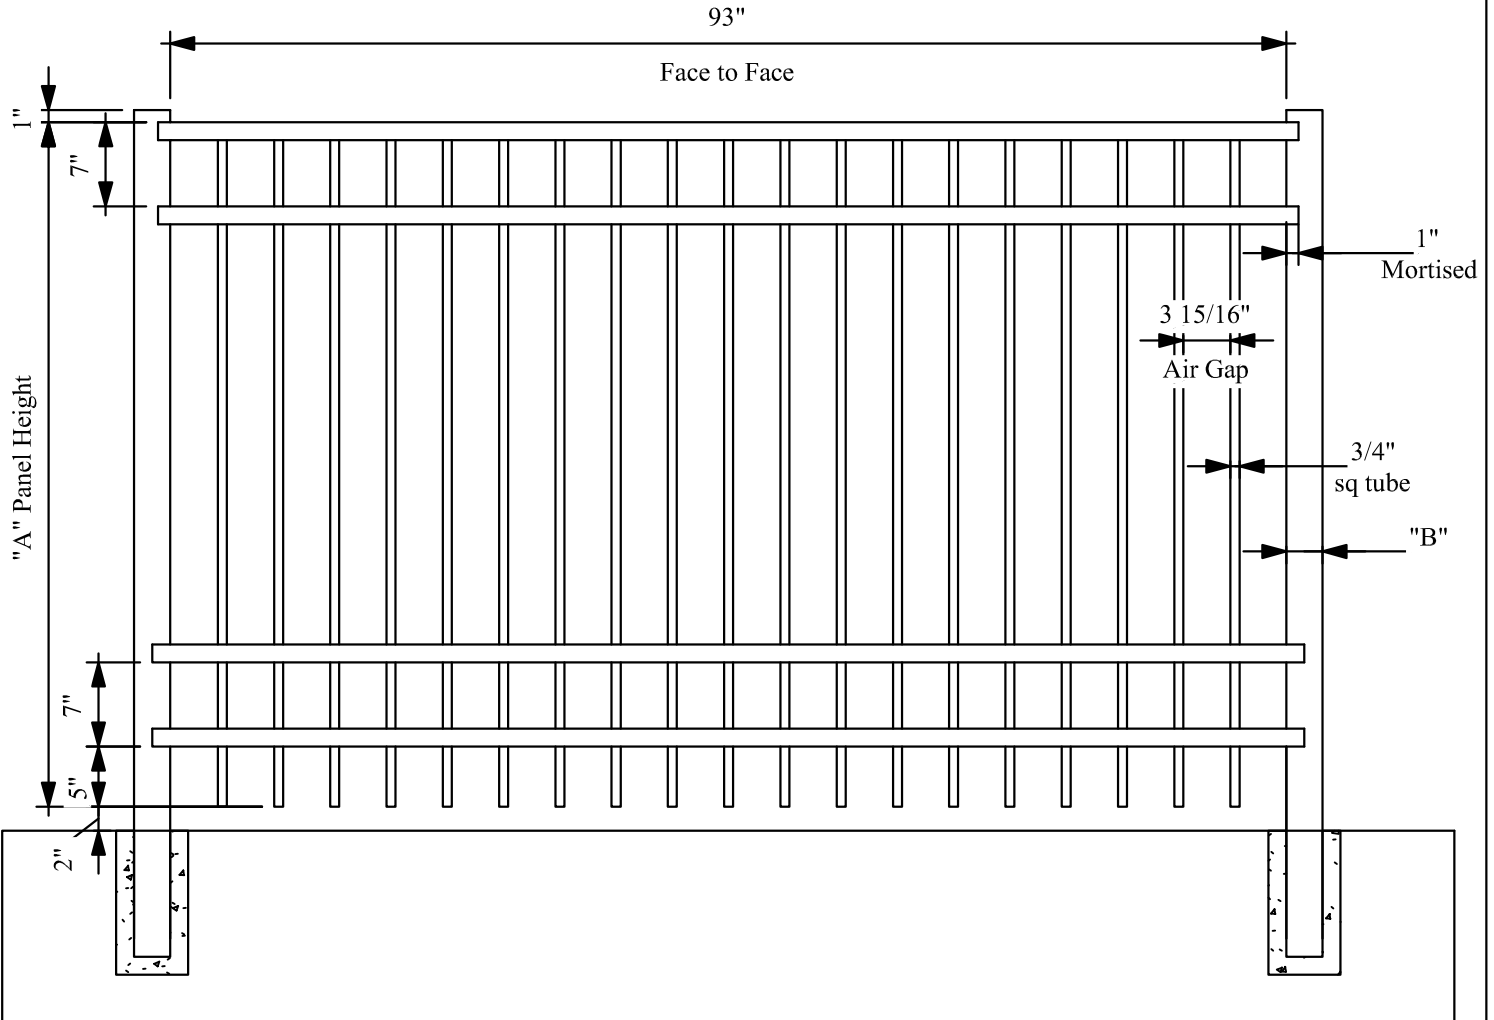 93"
Face to Face
1"
7"
1"
Mortised
3 15/16"
Air Gap
"A" Panel Height
3/4"
sq tube
"B"
7"
5"
2"